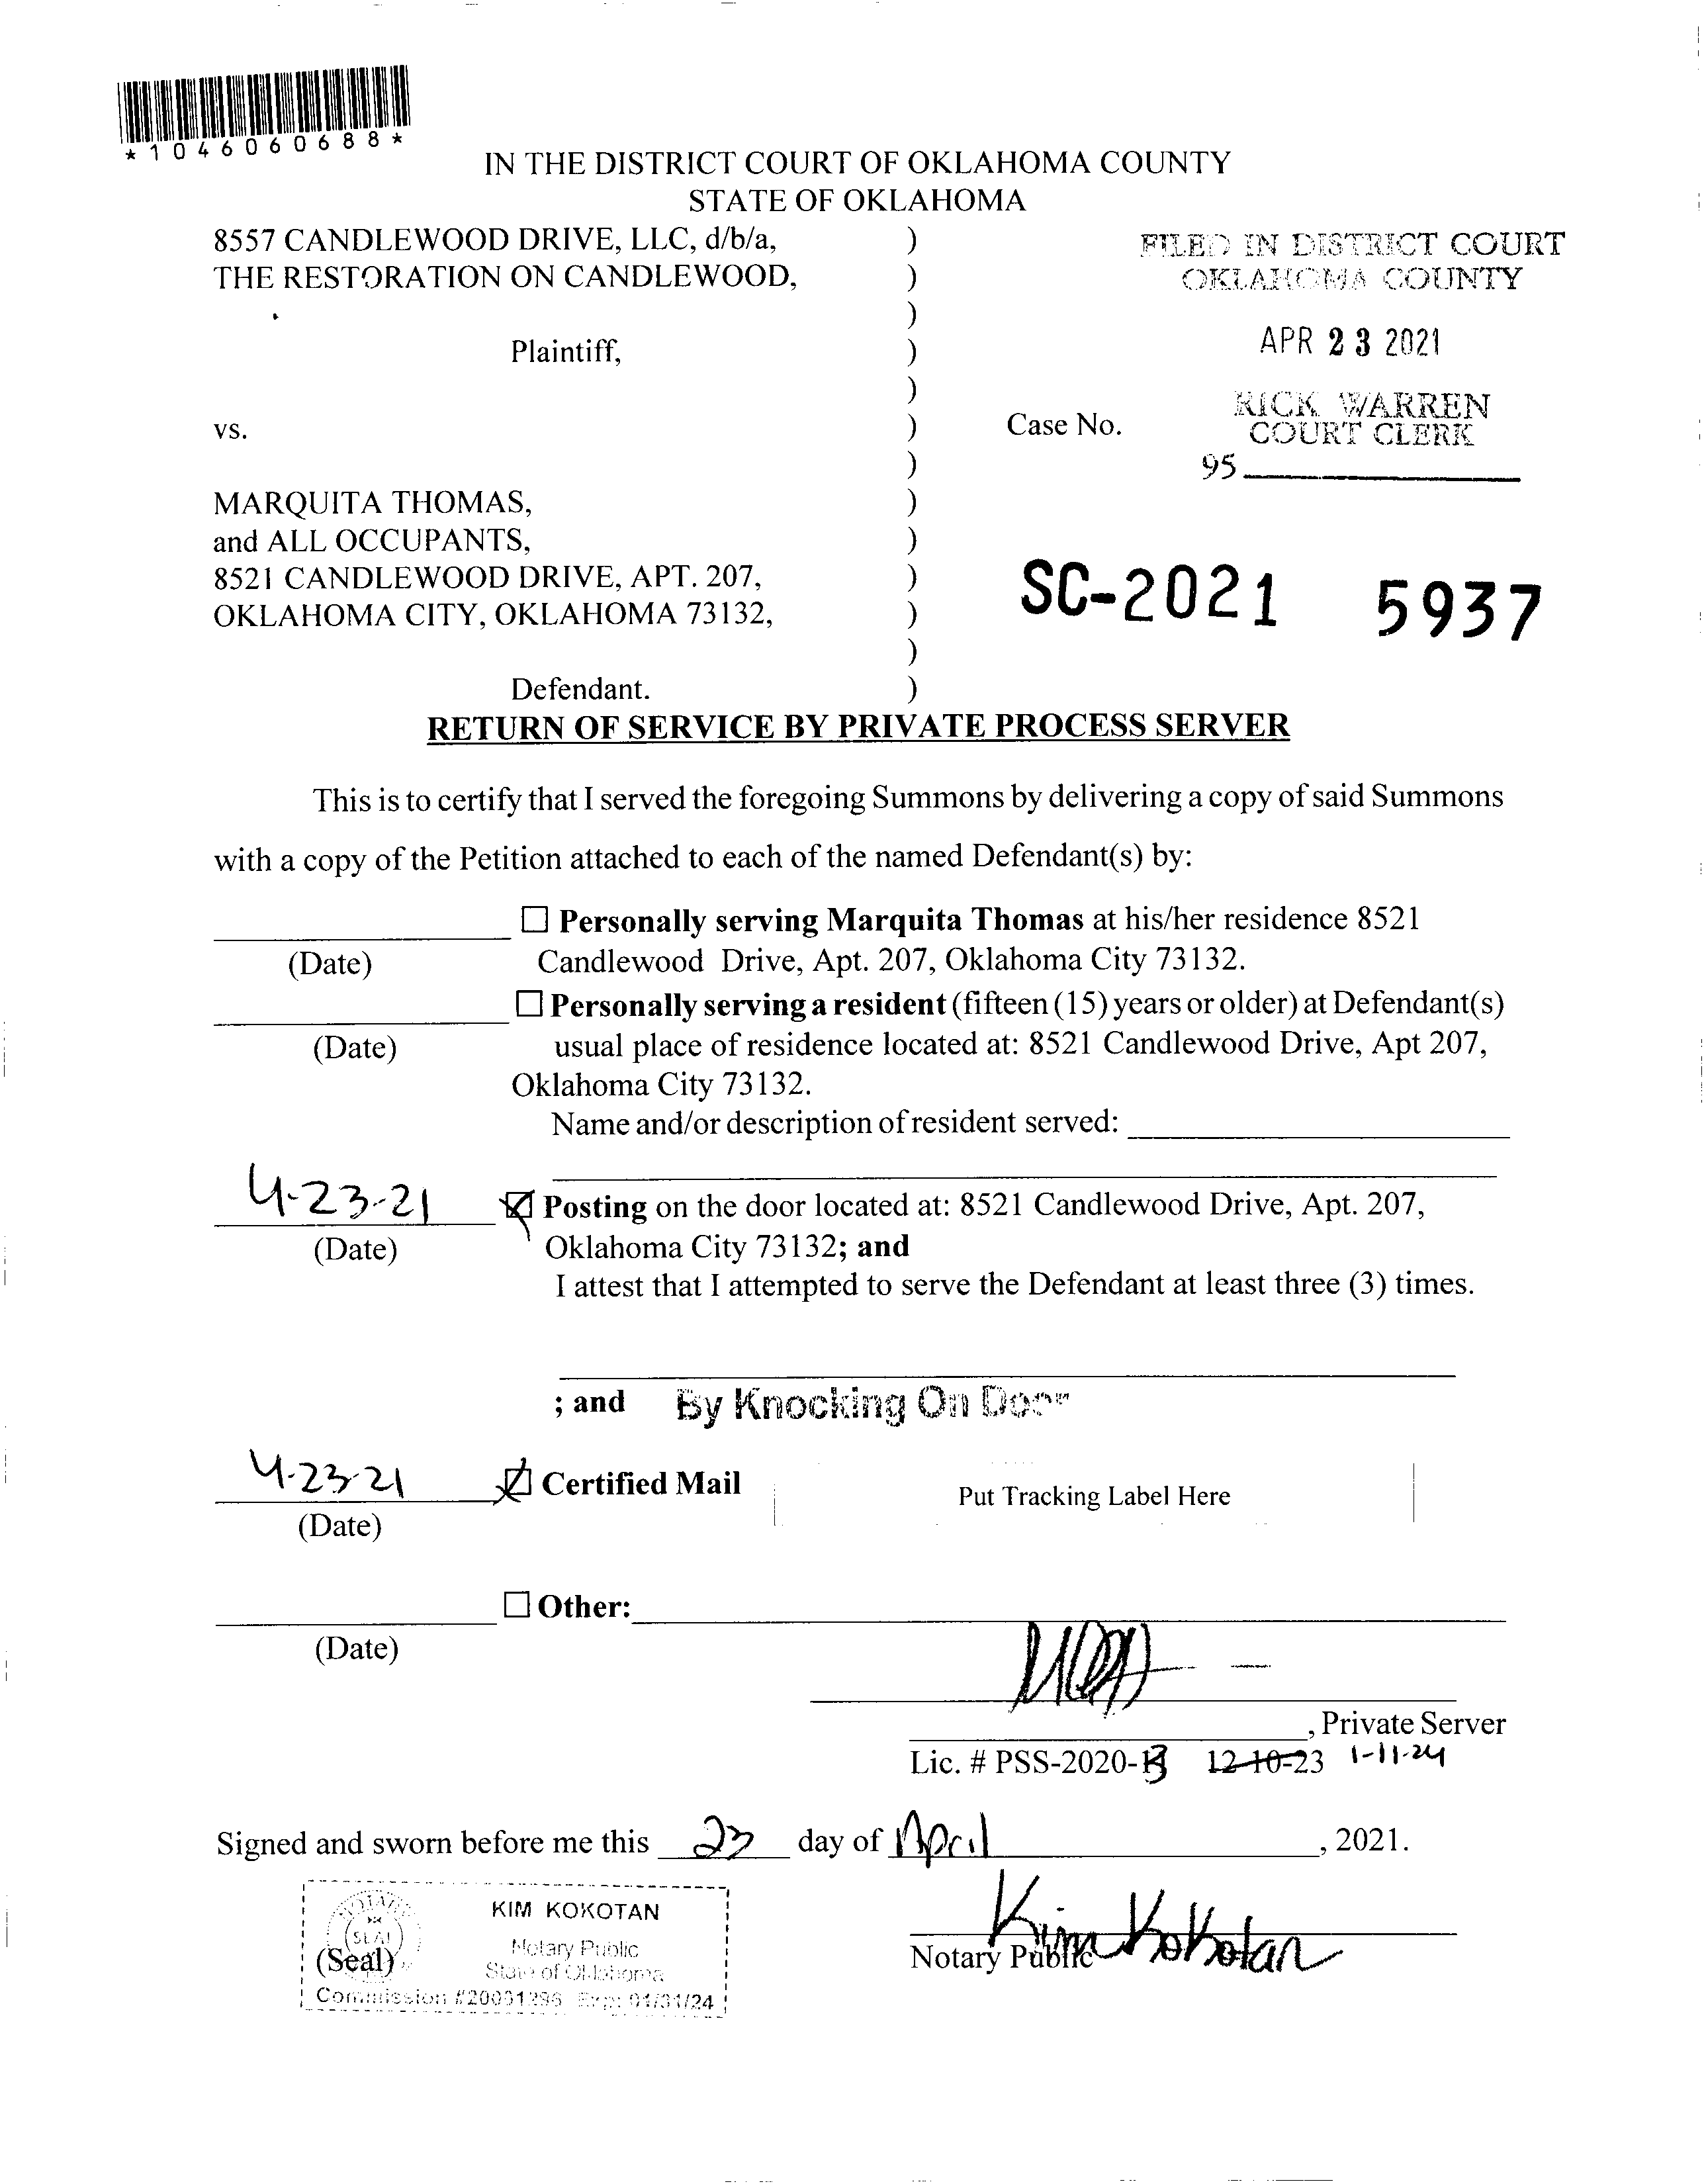 *1046060688*
IN THE DISTRICT COURT OF OKLAHOMA COUNTY
STATE OF OKLAHOMA
8557 CANDLEWOOD DRIVE, LLC, d/b/a, )
THE RESTORATION ON CANDLEWOOD, )
)
Plaintiff, )
)
vs. )
)
MARQUITA THOMAS, )
and ALL OCCUPANTS, )
8521 CANDLEWOOD DRIVE, APT. 207, )
OKLAHOMA CITY, OKLAHOMA 73132, )
)
Defendant. )
FILED IN DISTRICT COURT
OKLAHOMA COUNTY
APR 23 2021
RICK WARREN
COURT CLERK
95
Case No.
SC-2021 5937
RETURN OF SERVICE BY PRIVATE PROCESS SERVER
This is to certify that I served the foregoing Summons by delivering a copy of said Summons
with a copy of the Petition attached to each of the named Defendant(s) by:
☐ Personally serving Marquita Thomas at his/her residence 8521
(Date) Candlewood Drive, Apt. 207, Oklahoma City 73132.
☐ Personally serving a resident (fifteen (15) years or older) at Defendant(s)
(Date) usual place of residence located at: 8521 Candlewood Drive, Apt 207,
Oklahoma City 73132.
Name and/or description of resident served:
4-23-21 ☑ Posting on the door located at: 8521 Candlewood Drive, Apt. 207,
(Date) Oklahoma City 73132; and
I attest that I attempted to serve the Defendant at least three (3) times.
; and By Knocking On Door
4-23-21 ☑ Certified Mail Put Tracking Label Here
(Date)
☐ Other:
(Date)
, Private Server
Lic. # PSS-2020-13 12-10-23 1-11-24
Signed and sworn before me this 23 day of April, 2021.
KIM KOKOTAN
Notary Public
State of Oklahoma
SEAL
(Seal)
Commission #20001296 Exp: 01/31/24
Kim Kokotan
Notary Public